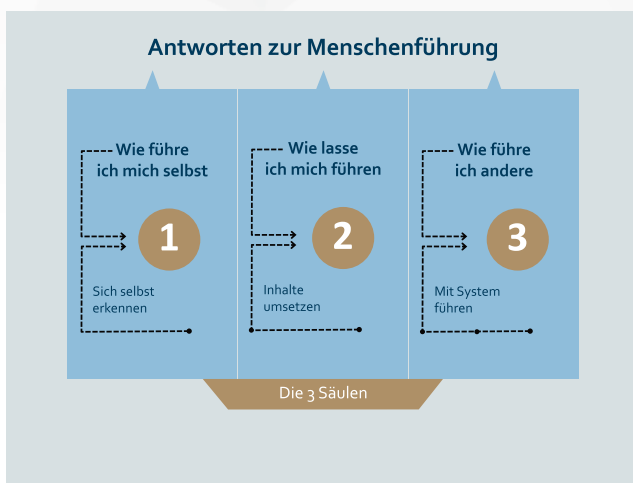 Antworten zur Menschenführung
Wie führe
ich mich selbst
1
Sich selbst
erkennen
Wie lasse
ich mich führen
2
Inhalte
umsetzen
Wie führe
ich andere
3
Mit System
führen
Die 3 Säulen